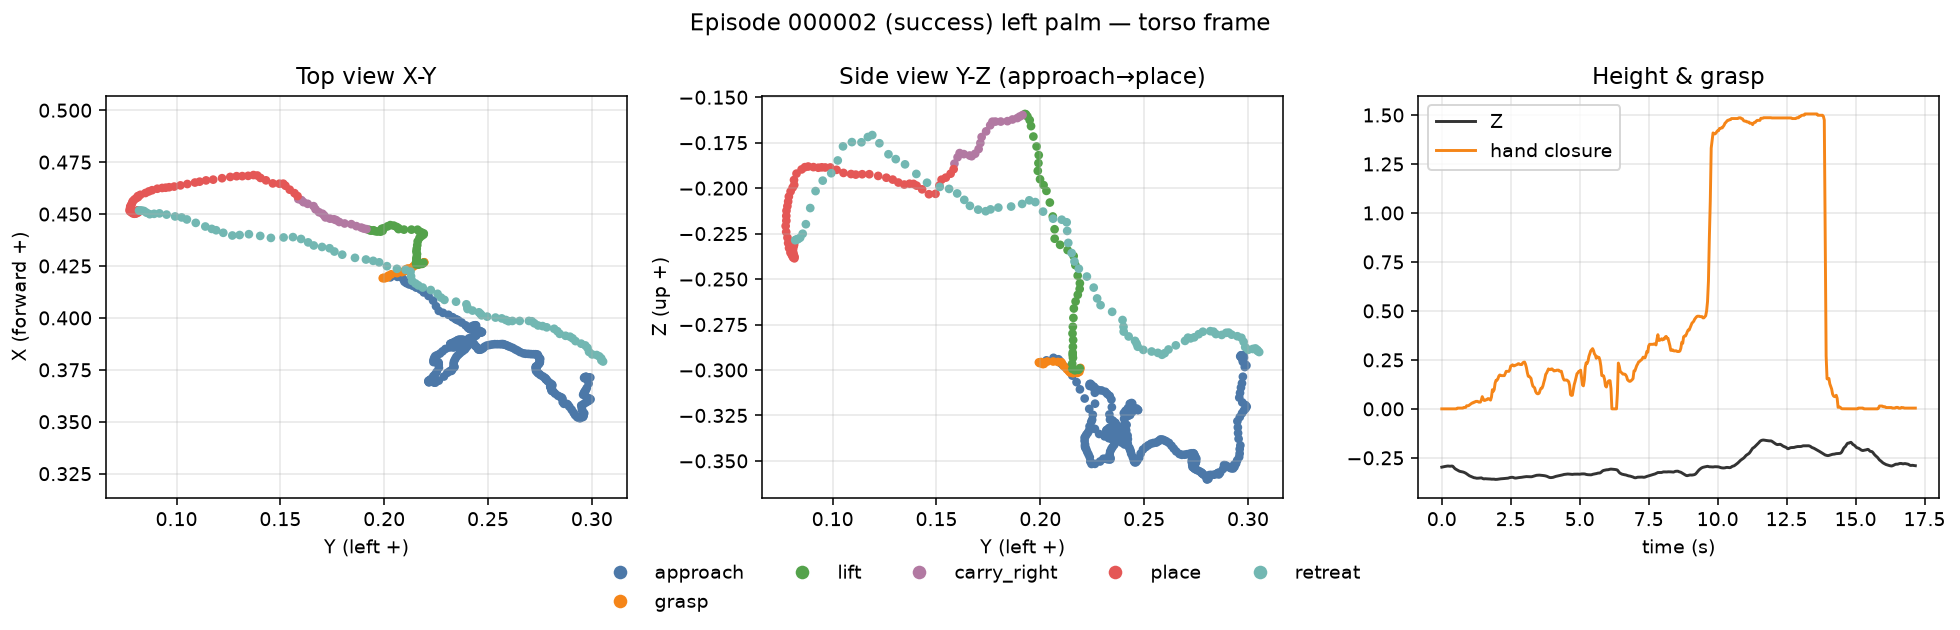 Episode 000002 (success) left palm — torso frame
Top view X-Y
0.500
0.475
0.450
0.425
0.400
0.375
0.350
0.325
X (forward +)
0.10 0.15 0.20 0.25 0.30
Y (left +)
Side view Y-Z (approach→place)
−0.150
−0.175
−0.200
−0.225
−0.250
−0.275
−0.300
−0.325
−0.350
Z (up +)
0.10 0.15 0.20 0.25 0.30
Y (left +)
Height & grasp
Z
hand closure
1.50
1.25
1.00
0.75
0.50
0.25
0.00
−0.25
0.0 2.5 5.0 7.5 10.0 12.5 15.0 17.5
time (s)
approach lift carry_right place retreat
grasp